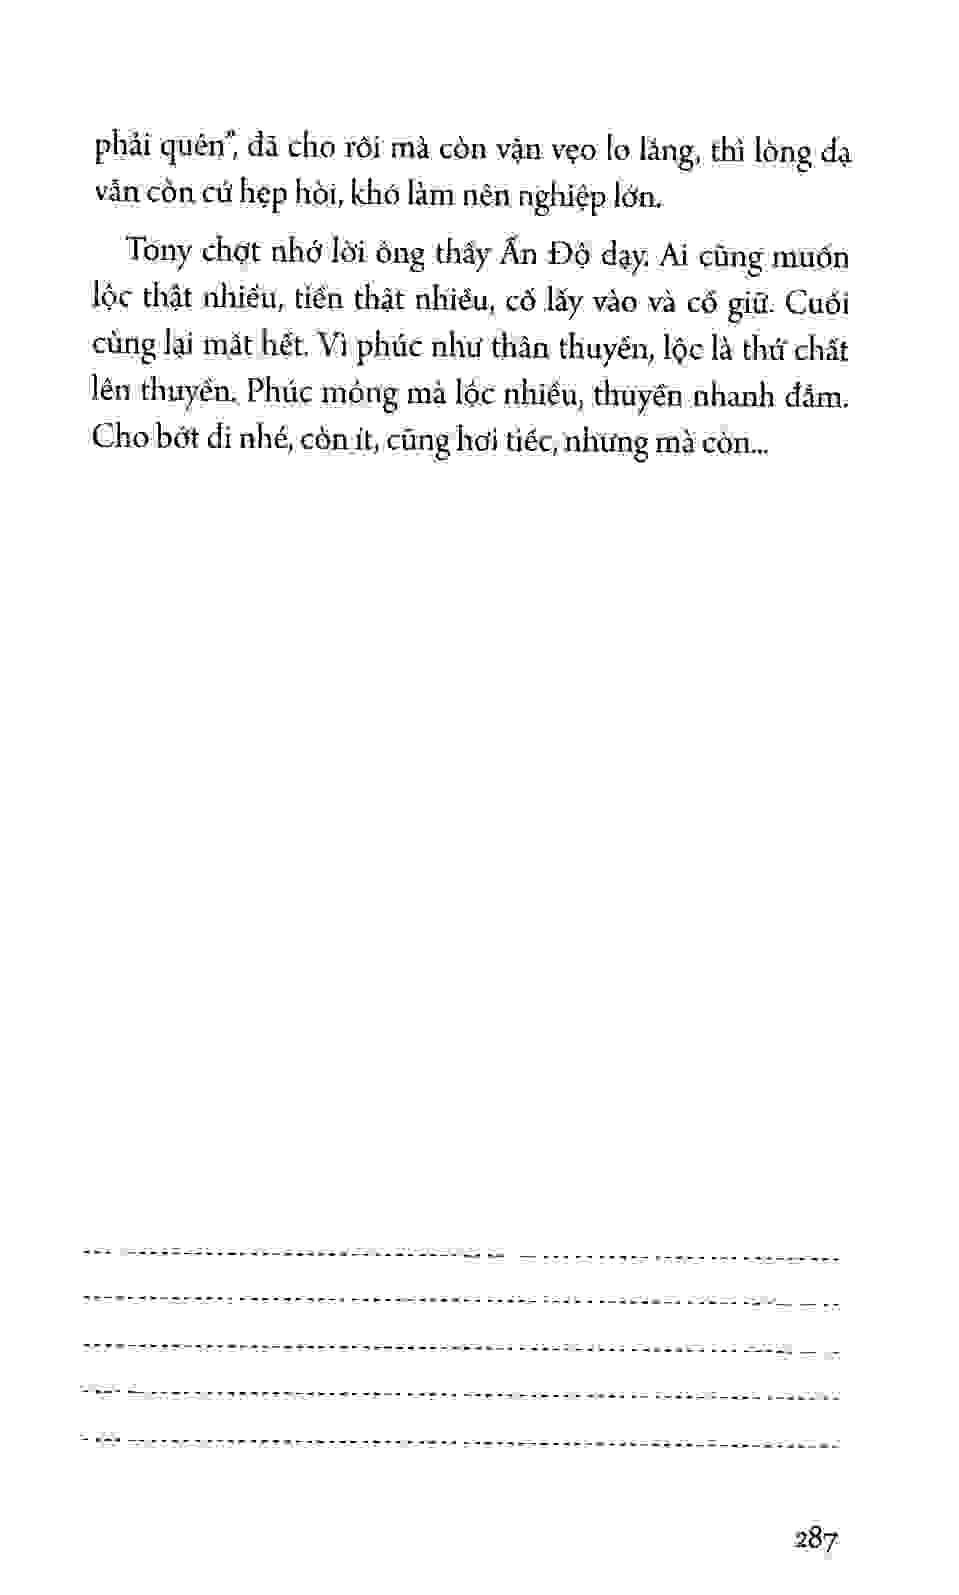 phải quên”, đã cho rồi mà còn vặn vẹo lo lắng, thì lòng dạ
vẫn còn cứ hẹp hòi, khó làm nên nghiệp lớn.
Tony chợt nhớ lời ông thầy Ấn Độ dạy. Ai cũng muốn
lộc thật nhiều, tiền thật nhiều, cố lấy vào và cố giữ. Cuối
cùng lại mất hết. Vì phúc như thân thuyền, lộc là thứ chất
lên thuyền. Phúc mỏng mà lộc nhiều, thuyền nhanh đắm.
Cho bớt đi nhé, còn ít, cũng hơi tiếc, nhưng mà còn...
287